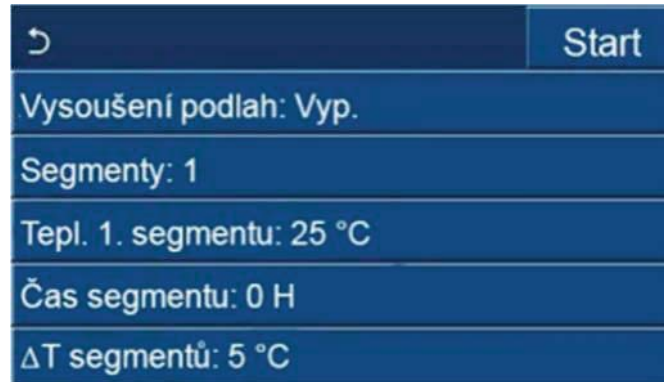 Start
Vysoušení podlah: Vyp.
Segmenty: 1
Tepl. 1. segmentu: 25 °C
Čas segmentu: 0 H
ΔT segmentů: 5 °C